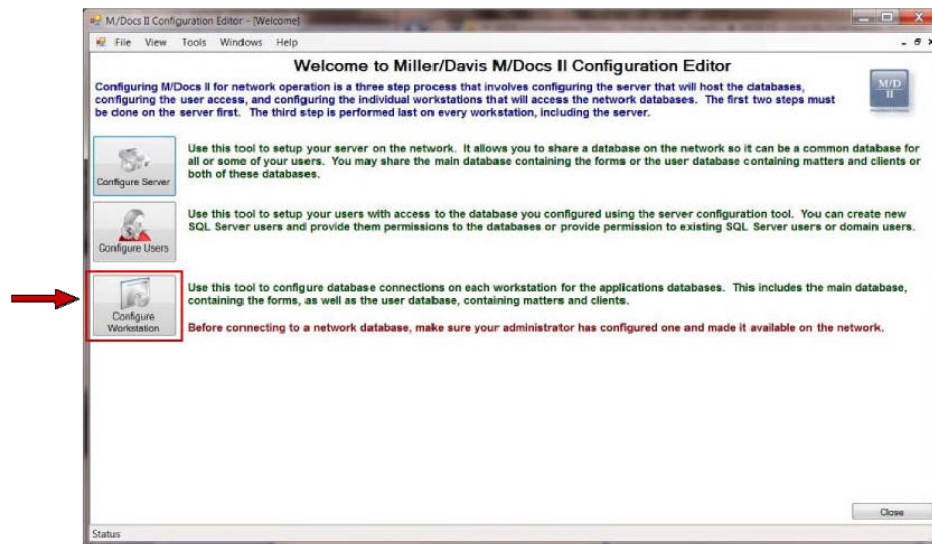 M/Docs II Configuration Editor - [Welcome]
File View Tools Windows Help
Welcome to Miller/Davis M/Docs II Configuration Editor
Configuring M/Docs II for network operation is a three step process that involves configuring the server that will host the databases,
configuring the user access, and configuring the individual workstations that will access the network databases. The first two steps must
be done on the server first. The third step is performed last on every workstation, including the server.
M/D
II
Configure Server
Use this tool to setup your server on the network. It allows you to share a database on the network so it can be a common database for
all or some of your users. You may share the main database containing the forms or the user database containing matters and clients or
both of these databases.
Configure Users
Use this tool to setup your users with access to the database you configured using the server configuration tool. You can create new
SQL Server users and provide them permissions to the databases or provide permission to existing SQL Server users or domain users.
Configure
Workstation
Use this tool to configure database connections on each workstation for the applications databases. This includes the main database,
containing the forms, as well as the user database, containing matters and clients.
Before connecting to a network database, make sure your administrator has configured one and made it available on the network.
Close
Status